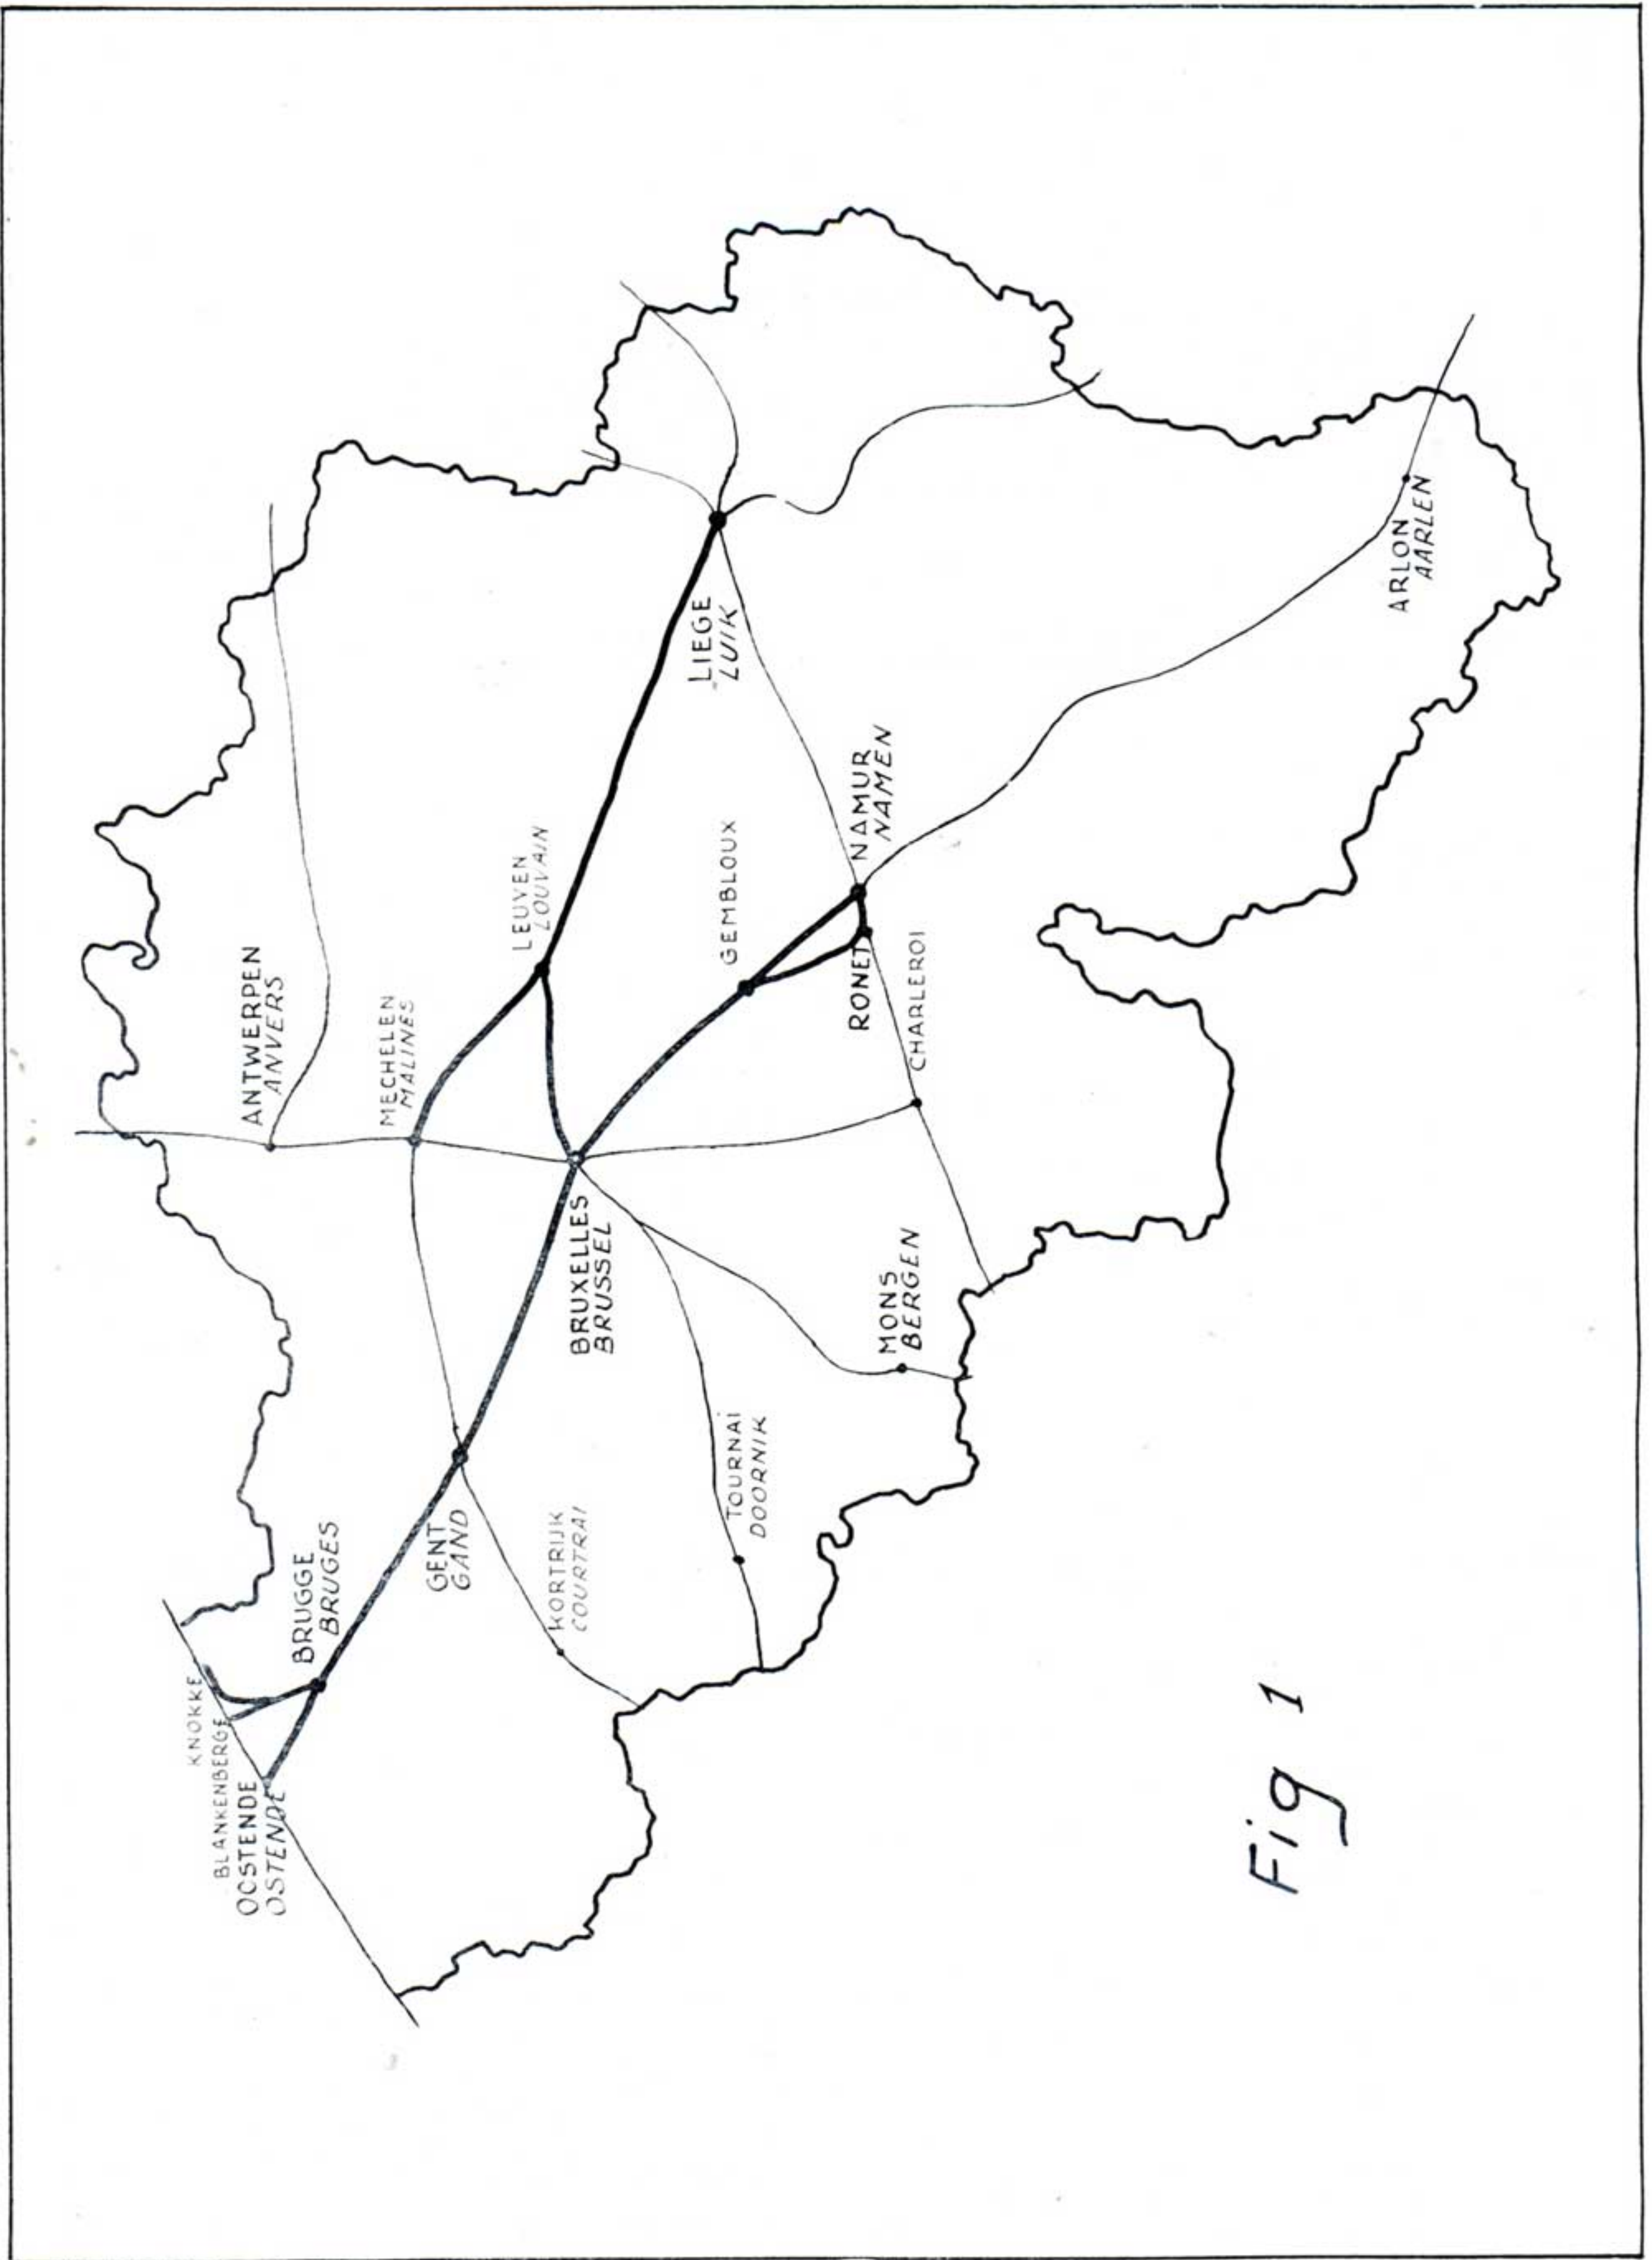 KNOKKE
BLANKENBERGE
OOSTENDE
OSTENDE
BRUGGE
BRUGES
GENT
GAND
KORTRIJK
COURTRAI
TOURNAI
DOORNIK
ANTWERPEN
ANVERS
MECHELEN
MALINES
BRUXELLES
BRUSSEL
MONS
BERGEN
LEUVEN
LOUVAIN
GEMBLOUX
RONET
CHARLEROI
NAMUR
NAMEN
LIEGE
LUIK
ARLON
AARLEN
Fig 1